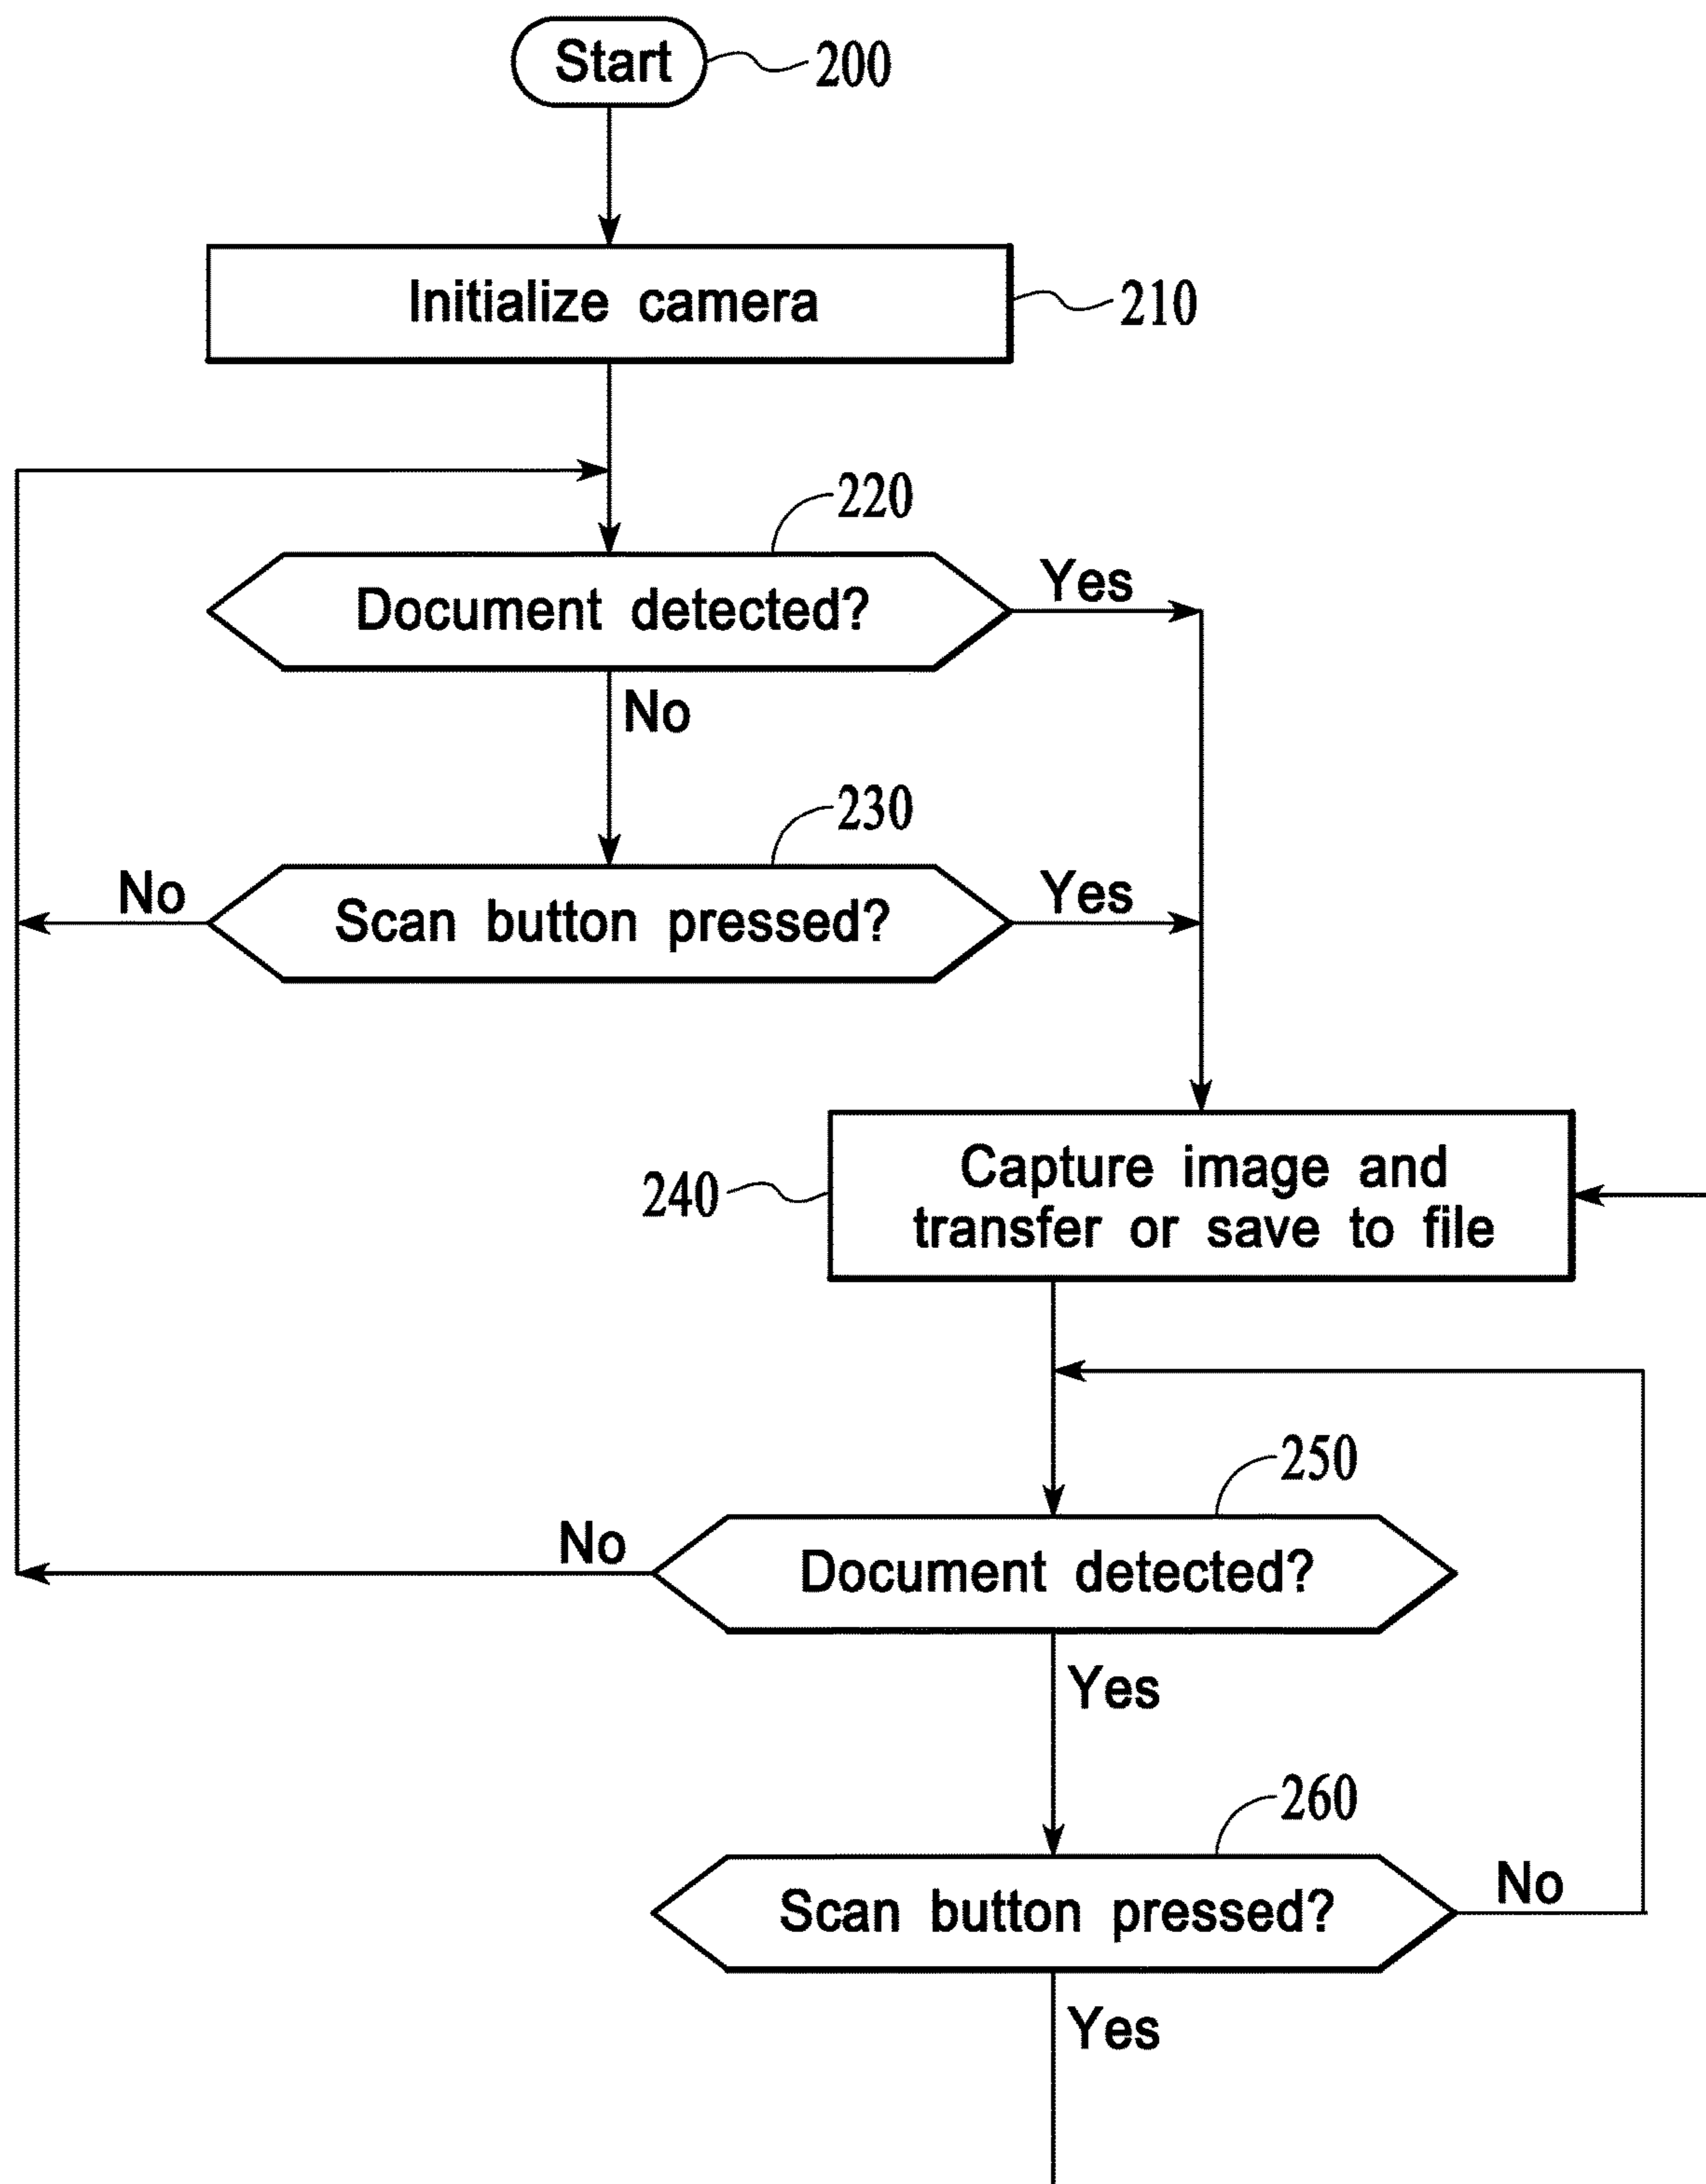 Start
200
Initialize camera
210
220
Document detected?
Yes
No
230
No
Scan button pressed?
Yes
240
Capture image and
transfer or save to file
250
No
Document detected?
Yes
260
Scan button pressed?
No
Yes